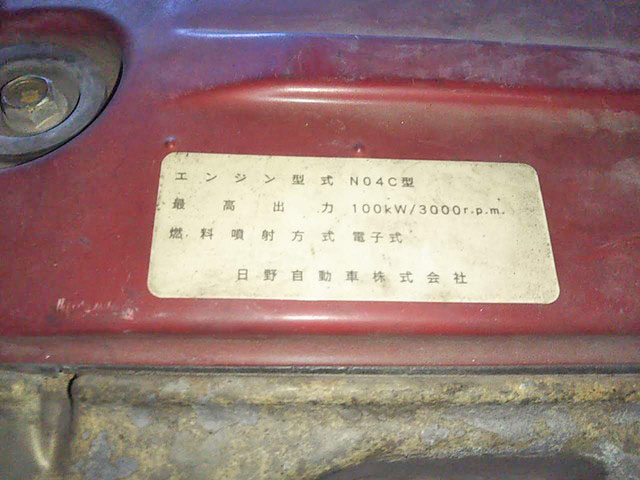 エンジン型式 N04C型
最高出力 100kW/3000r.p.m.
燃料噴射方式 電子式
日野自動車株式会社